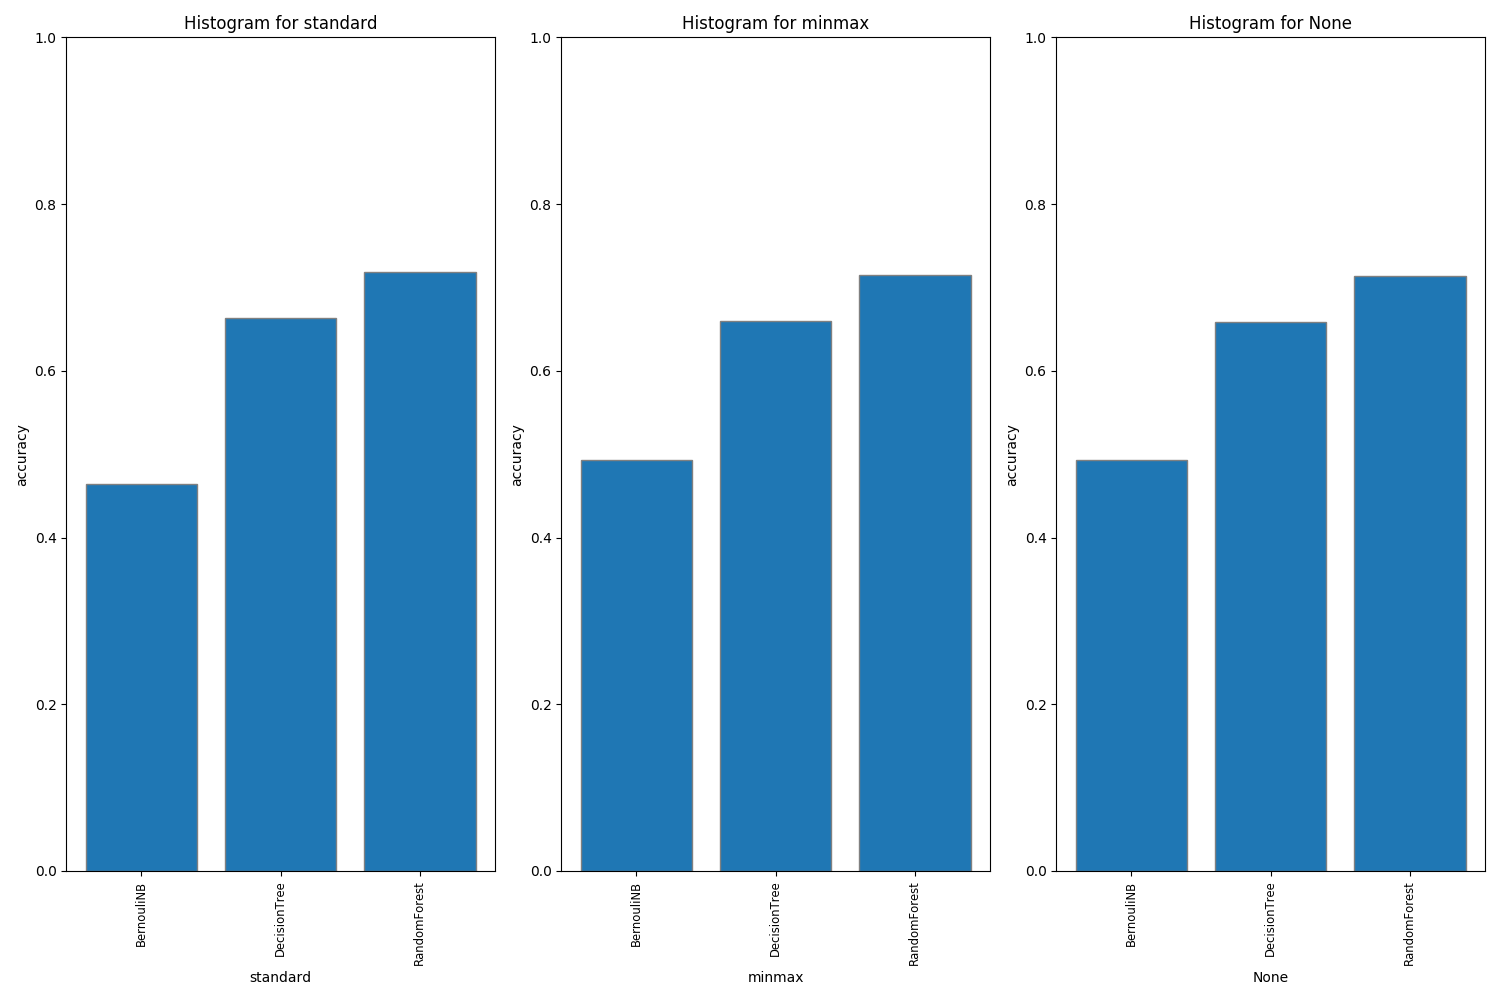 Histogram for standard
1.0
0.8
0.6
0.4
0.2
0.0
accuracy
BernouliNB
DecisionTree
RandomForest
standard
Histogram for minmax
1.0
0.8
0.6
0.4
0.2
0.0
accuracy
BernouliNB
DecisionTree
RandomForest
minmax
Histogram for None
1.0
0.8
0.6
0.4
0.2
0.0
accuracy
BernouliNB
DecisionTree
RandomForest
None